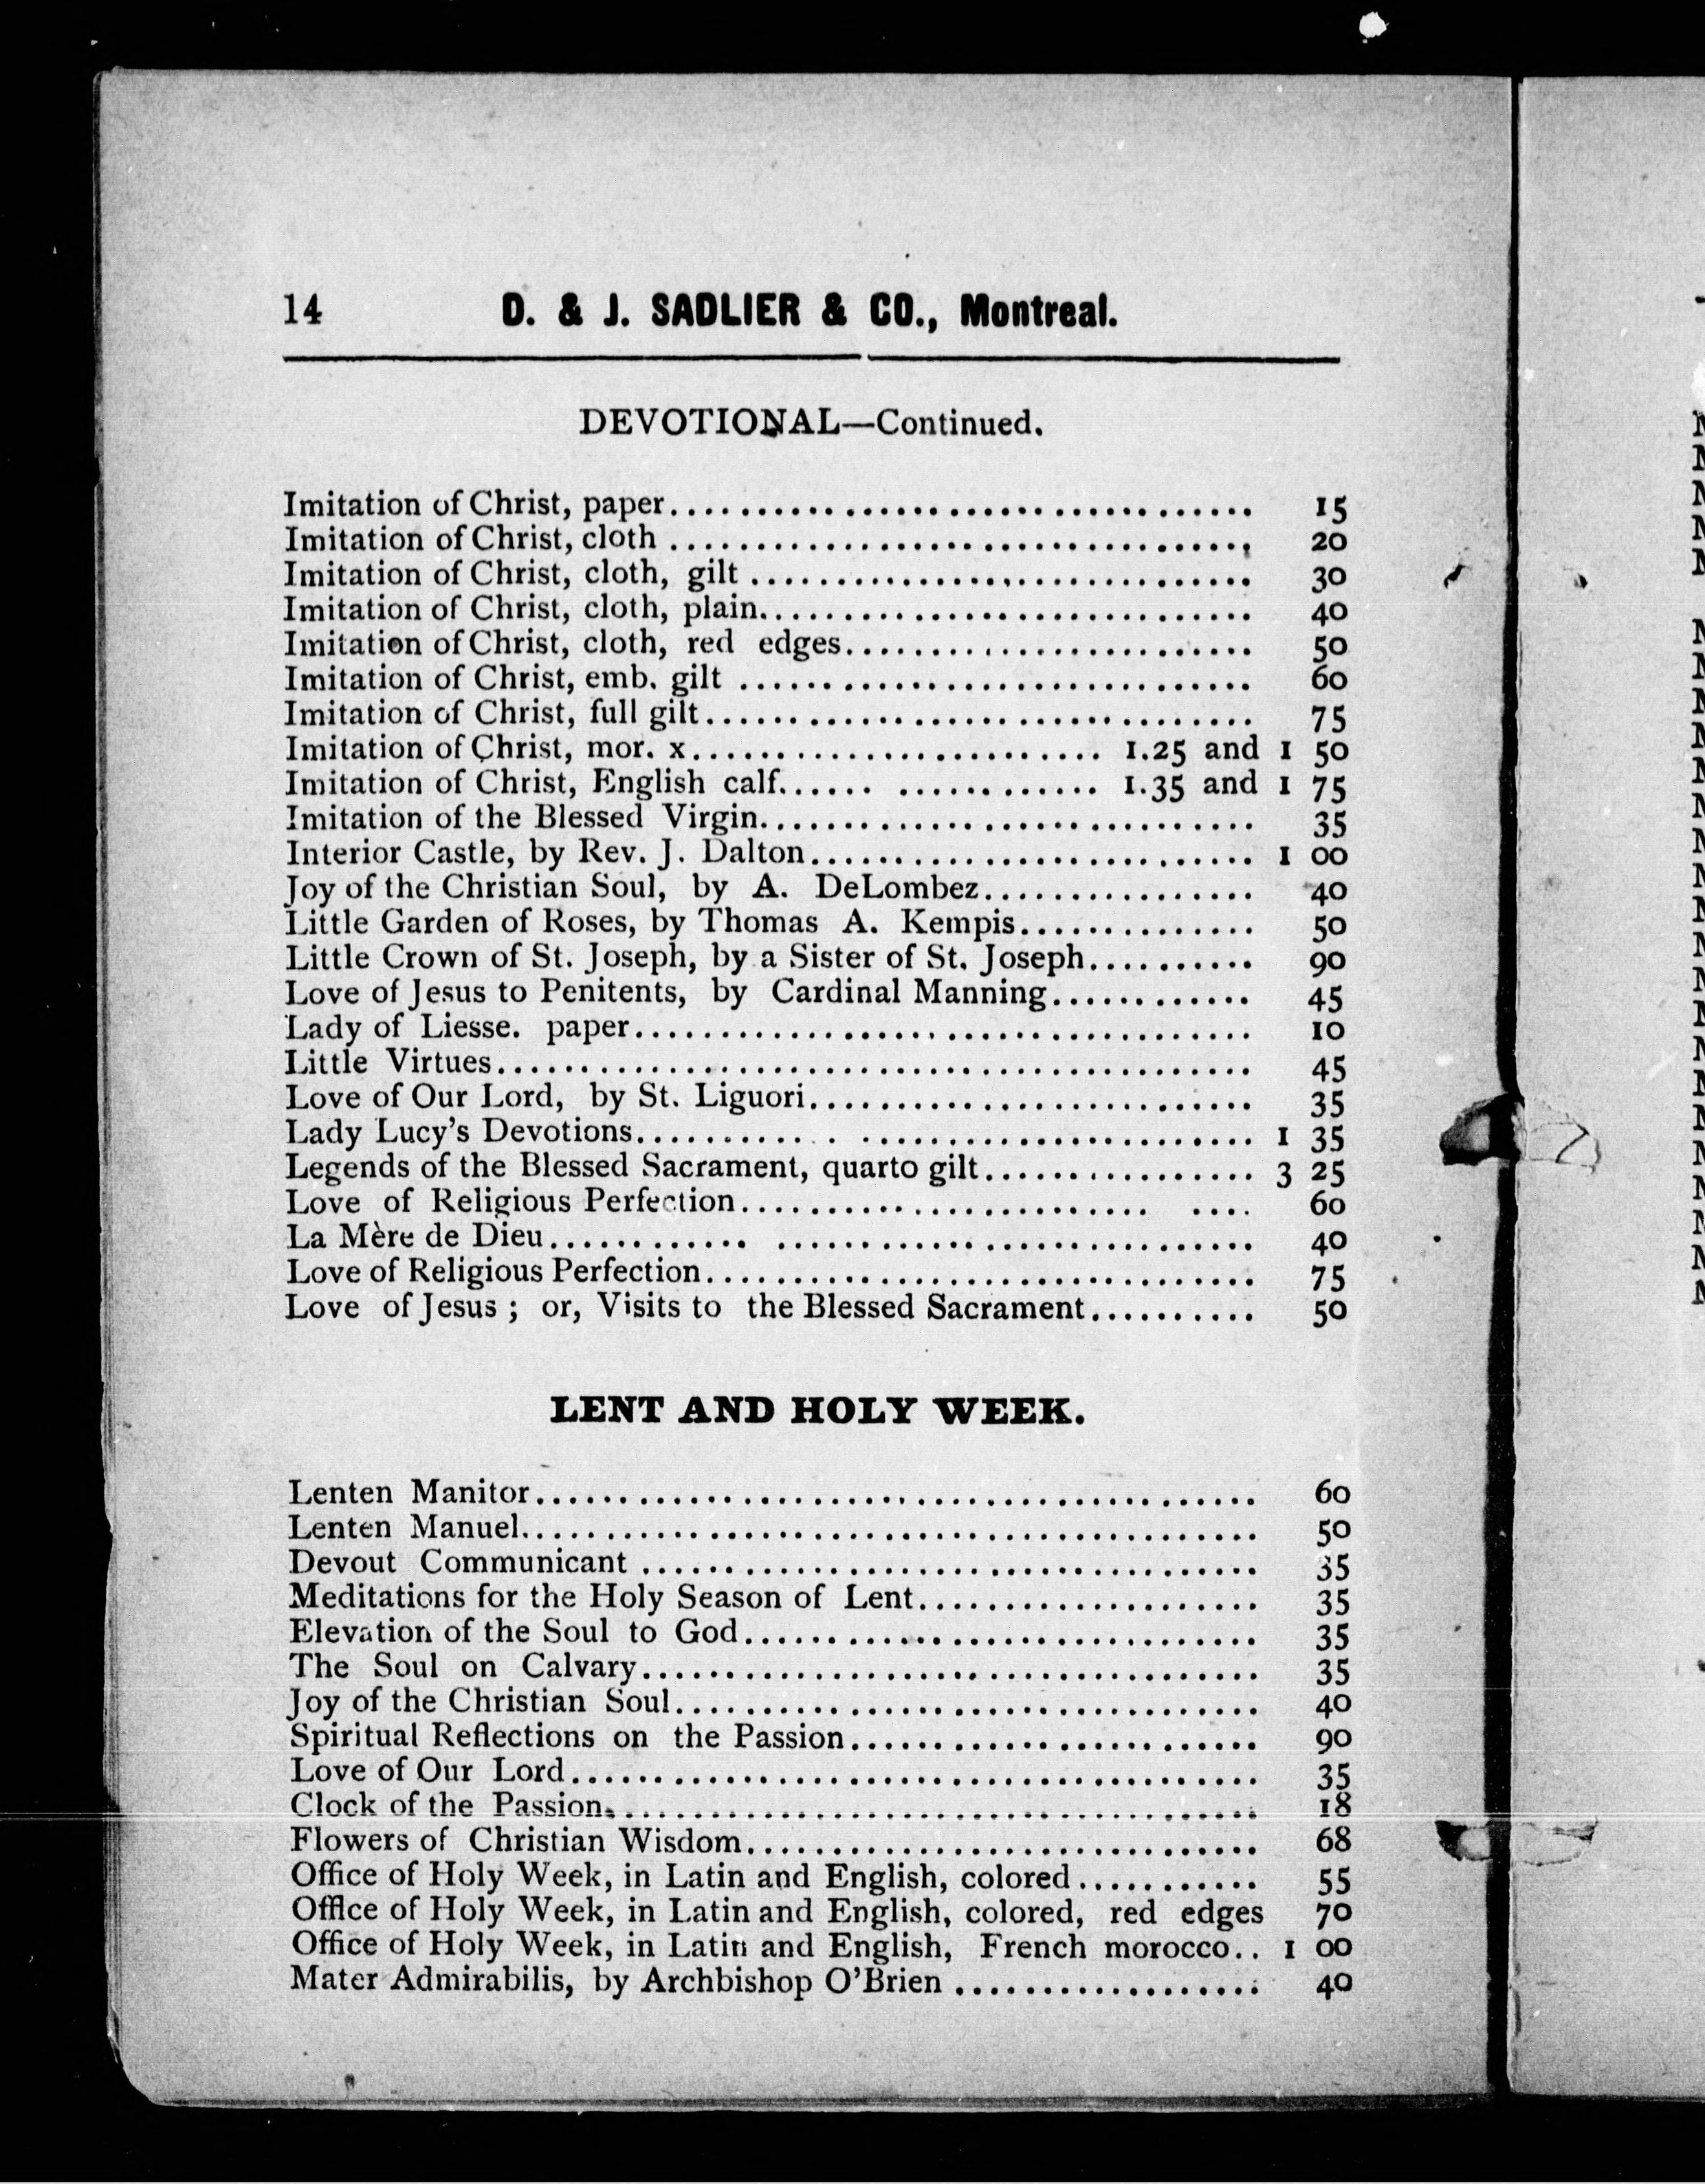 14 D. & J. SADLIER & CO., Montreal.
DEVOTIONAL—Continued.
Imitation of Christ, paper.................................. 15
Imitation of Christ, cloth .................................. 20
Imitation of Christ, cloth, gilt ............................. 30
Imitation of Christ, cloth, plain............................. 40
Imitation of Christ, cloth, red edges........................ 50
Imitation of Christ, emb. gilt .............................. 60
Imitation of Christ, full gilt................................ 75
Imitation of Christ, mor. x........................ 1.25 and 1 50
Imitation of Christ, English calf...... ............ 1.35 and 1 75
Imitation of the Blessed Virgin............................. 35
Interior Castle, by Rev. J. Dalton.......................... 1 00
Joy of the Christian Soul, by A. DeLombez................ 40
Little Garden of Roses, by Thomas A. Kempis.............. 50
Little Crown of St. Joseph, by a Sister of St. Joseph.......... 90
Love of Jesus to Penitents, by Cardinal Manning............ 45
Lady of Liesse. paper.................................... 10
Little Virtues............................................ 45
Love of Our Lord, by St. Liguori.......................... 35
Lady Lucy's Devotions........... . ....................... 1 35
Legends of the Blessed Sacrament, quarto gilt................ 3 25
Love of Religious Perfection........................ .... 60
La Mère de Dieu............ ............................ 40
Love of Religious Perfection................................ 75
Love of Jesus ; or, Visits to the Blessed Sacrament.......... 50
LENT AND HOLY WEEK.
Lenten Manitor.......................................... 60
Lenten Manuel........................................... 50
Devout Communicant .................................... 35
Meditations for the Holy Season of Lent.................... 35
Elevation of the Soul to God.............................. 35
The Soul on Calvary.................................... 35
Joy of the Christian Soul.................................. 40
Spiritual Reflections on the Passion........................ 90
Love of Our Lord........................................ 35
Clock of the Passion...................................... 18
Flowers of Christian Wisdom.............................. 68
Office of Holy Week, in Latin and English, colored........... 55
Office of Holy Week, in Latin and English, colored, red edges 70
Office of Holy Week, in Latin and English, French morocco.. 1 00
Mater Admirabilis, by Archbishop O'Brien .................. 40